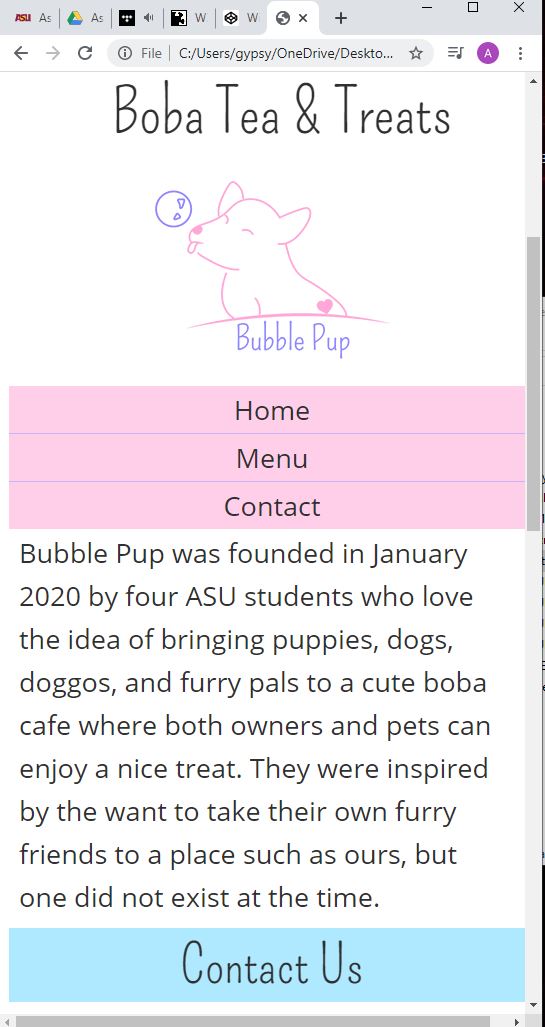 ASU As
As
W
W
File C:/Users/gypsy/OneDrive/Deskto...
A
Boba Tea & Treats
Bubble Pup
Home
Menu
Contact
Bubble Pup was founded in January
2020 by four ASU students who love
the idea of bringing puppies, dogs,
doggos, and furry pals to a cute boba
cafe where both owners and pets can
enjoy a nice treat. They were inspired
by the want to take their own furry
friends to a place such as ours, but
one did not exist at the time.
Contact Us